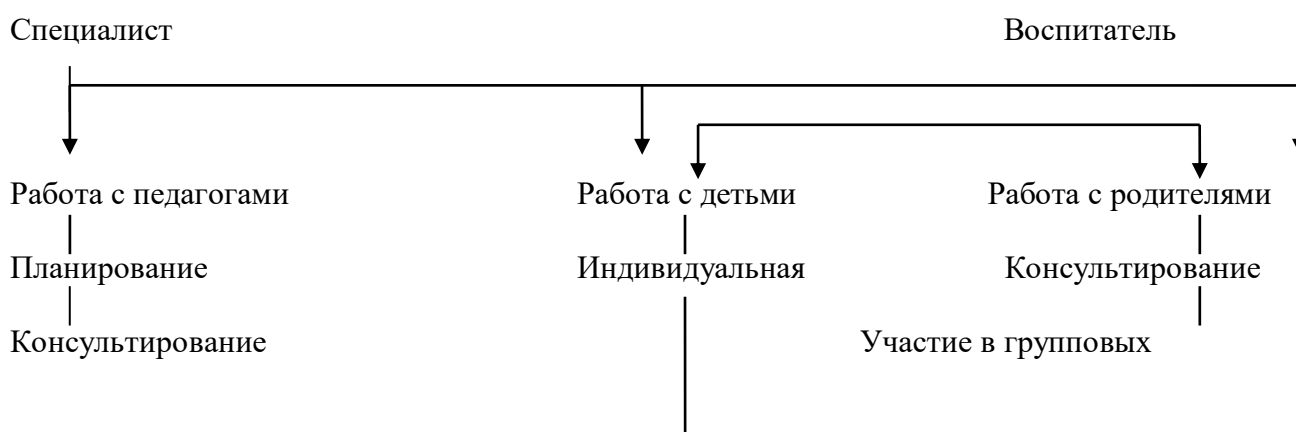 Специалист Воспитатель
Работа с педагогами Работа с детьми Работа с родителями
Планирование Индивидуальная Консультирование
Консультирование Участие в групповых